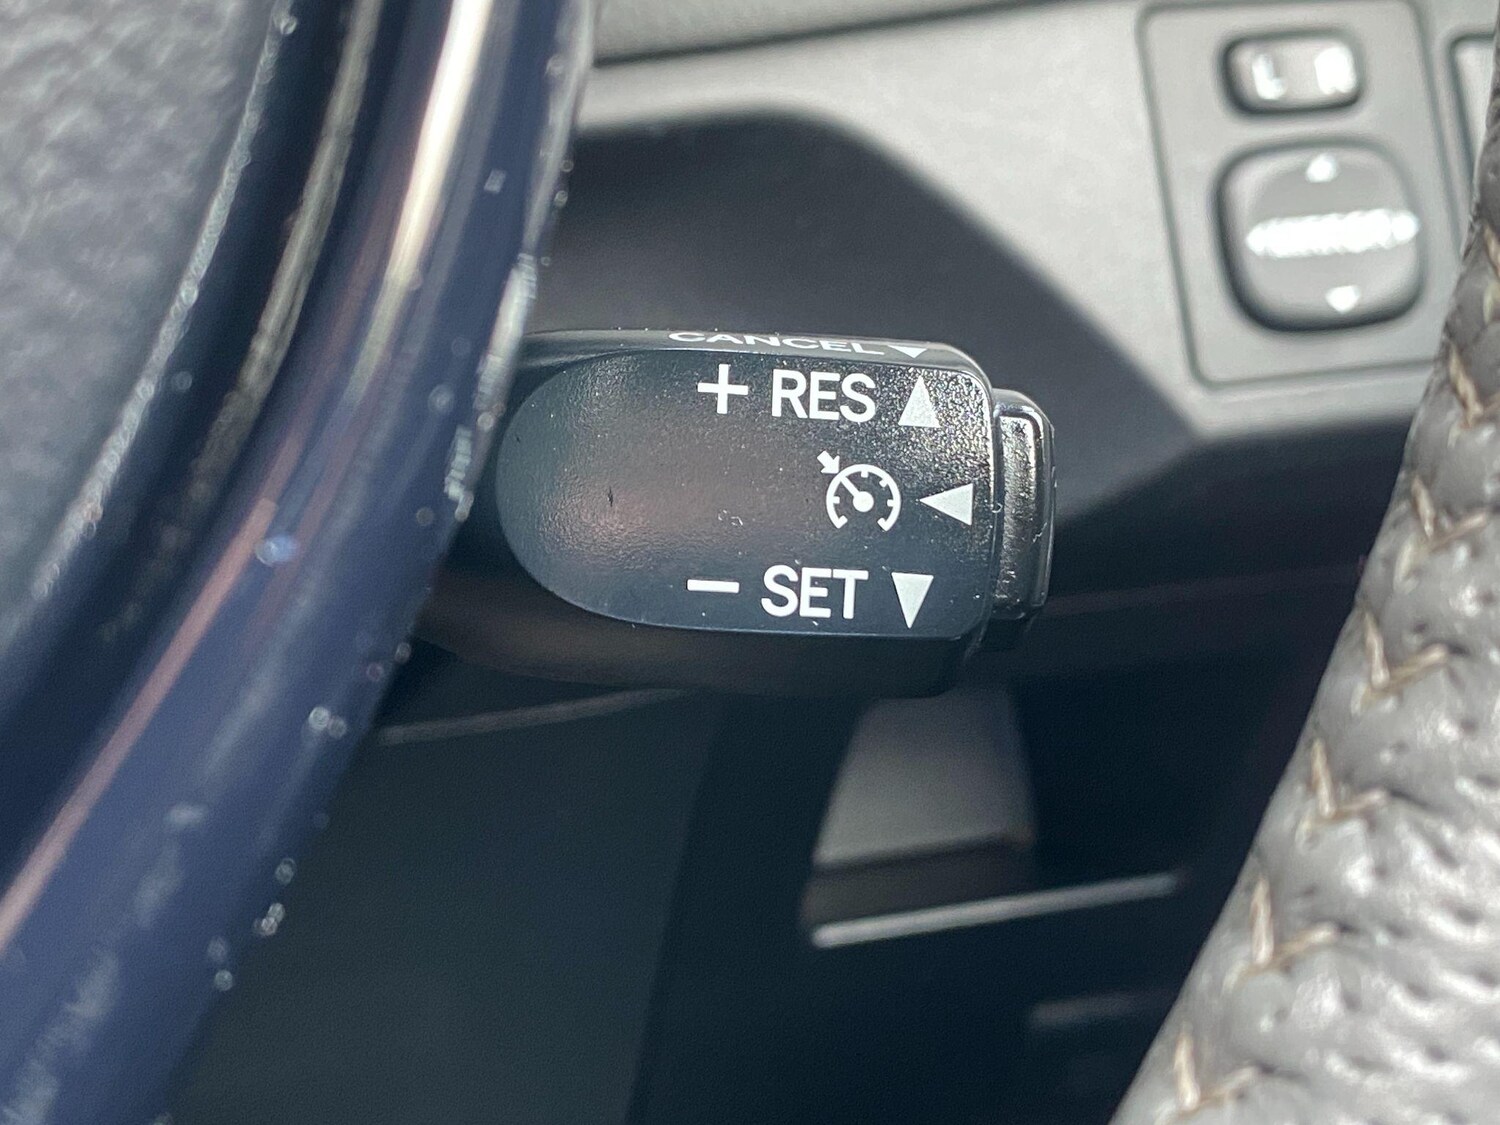 L R
CANCEL
+ RES
− SET